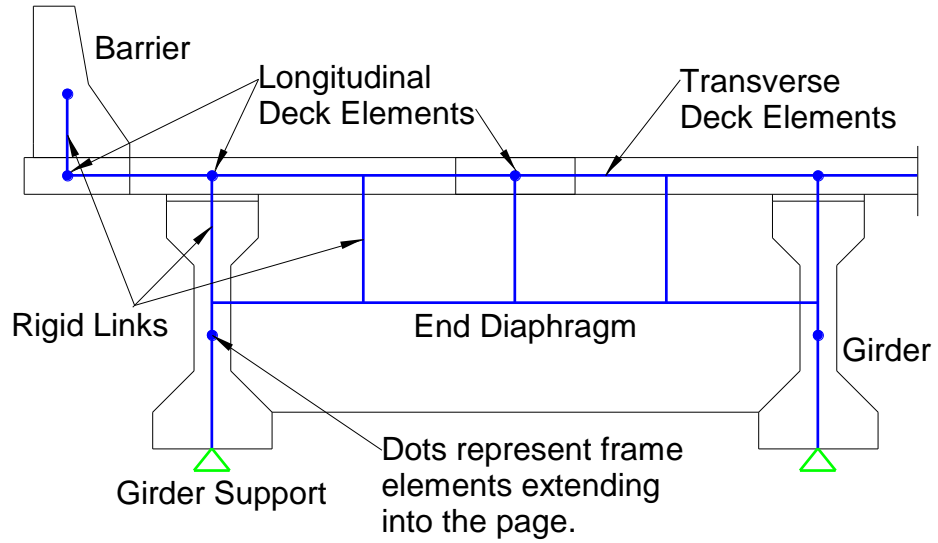 Barrier
Longitudinal
Deck Elements
Transverse
Deck Elements
Rigid Links
End Diaphragm
Girder
Girder Support
Dots represent frame
elements extending
into the page.